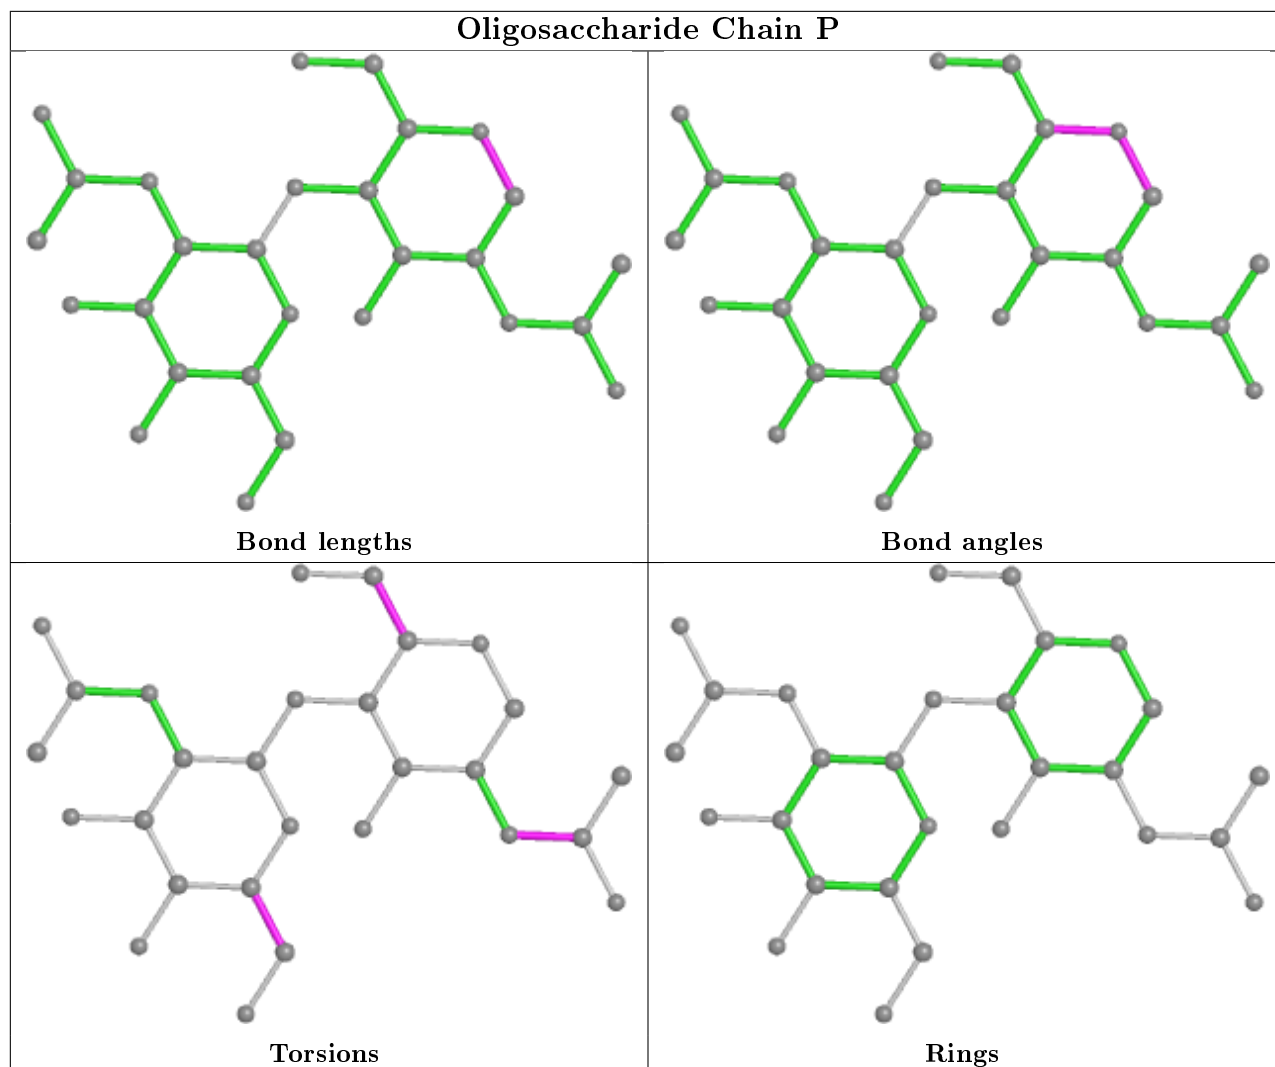 Oligosaccharide Chain P
Bond lengths
Bond angles
Torsions
Rings